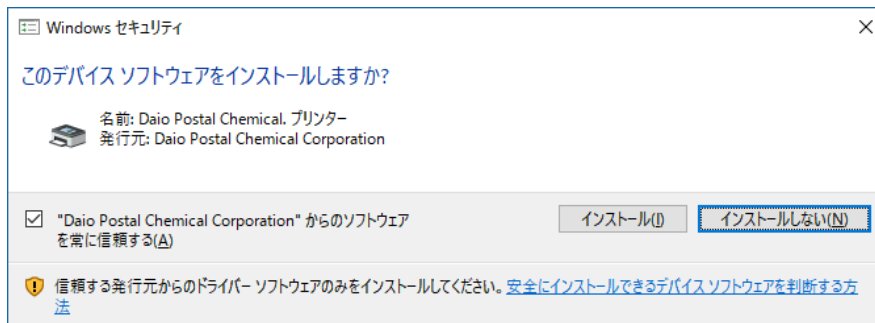 Windows セキュリティ
このデバイス ソフトウェアをインストールしますか?
名前: Daio Postal Chemical. プリンター
発行元: Daio Postal Chemical Corporation
"Daio Postal Chemical Corporation" からのソフトウェア
を常に信頼する(A)
インストール(I)
インストールしない(N)
信頼する発行元からのドライバー ソフトウェアのみをインストールしてください。安全にインストールできるデバイス ソフトウェアを判断する方
法